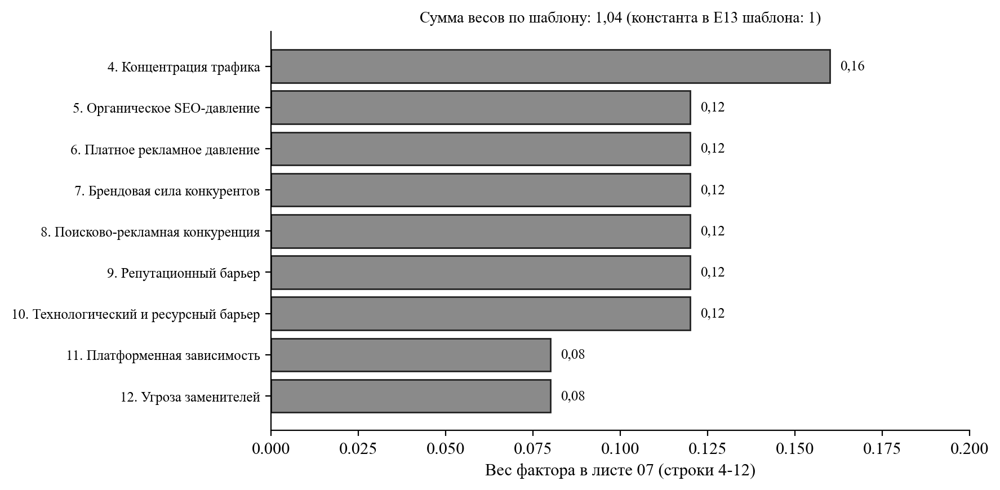 Сумма весов по шаблону: 1,04 (константа в E13 шаблона: 1)
4. Концентрация трафика 0,16
5. Органическое SEO-давление 0,12
6. Платное рекламное давление 0,12
7. Брендовая сила конкурентов 0,12
8. Поисково-рекламная конкуренция 0,12
9. Репутационный барьер 0,12
10. Технологический и ресурсный барьер 0,12
11. Платформенная зависимость 0,08
12. Угроза заменителей 0,08
0.000 0.025 0.050 0.075 0.100 0.125 0.150 0.175 0.200
Вес фактора в листе 07 (строки 4-12)